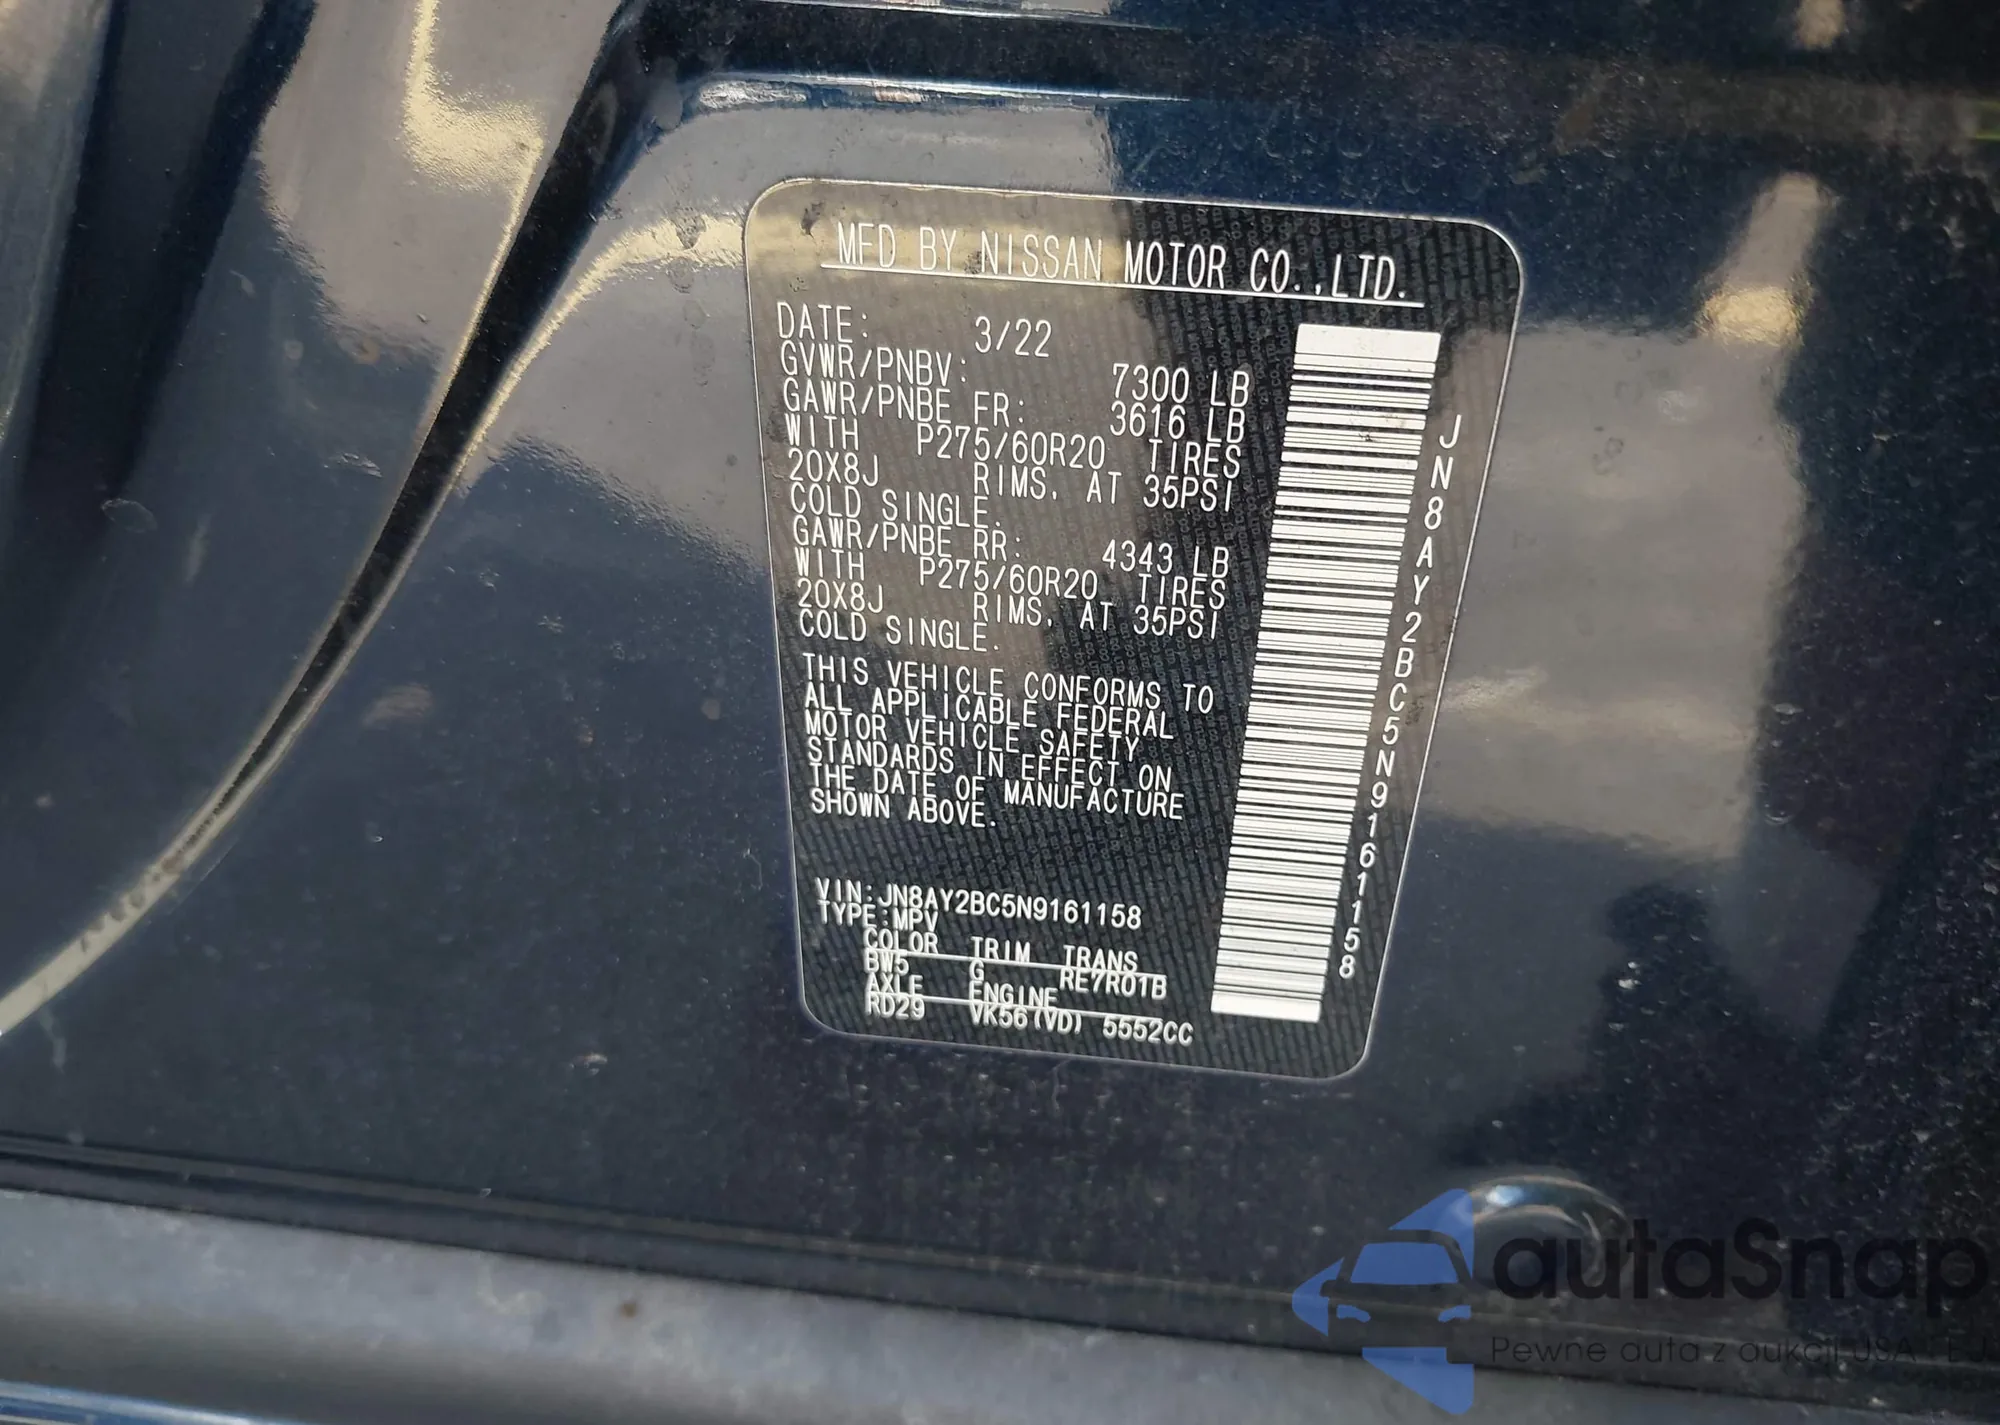 MFD BY NISSAN MOTOR CO.,LTD.
DATE: 3/22
GVWR/PNBV: 7300 LB
GAWR/PNBE FR: 3616 LB
WITH P275/60R20 TIRES
20X8J RIMS, AT 35PSI
COLD SINGLE.
GAWR/PNBE RR: 4343 LB
WITH P275/60R20 TIRES
20X8J RIMS, AT 35PSI
COLD SINGLE.
THIS VEHICLE CONFORMS TO
ALL APPLICABLE FEDERAL
MOTOR VEHICLE SAFETY
STANDARDS IN EFFECT ON
THE DATE OF MANUFACTURE
SHOWN ABOVE.
VIN:JN8AY2BC5N9161158
TYPE:MPV
COLOR TRIM TRANS
BW5 G RE7R01B
AXLE ENGINE
RD29 VK56(VD) 5552CC
JN8AY2BC5N9161158
autaSnap
Pewne auta z aukcji USA